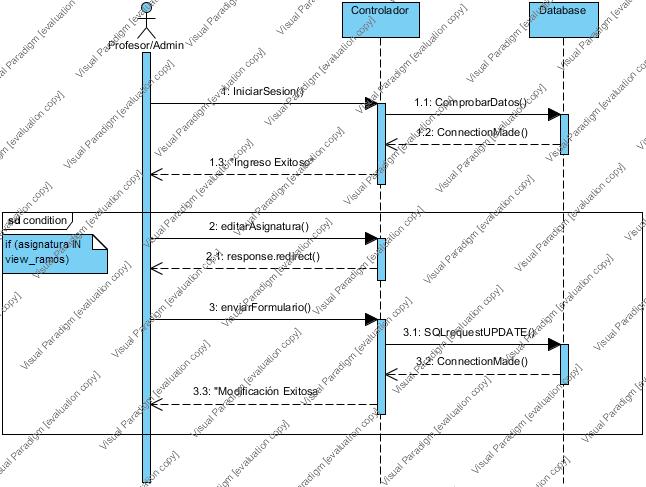 Profesor/Admin
Controlador
Database
1: IniciarSesion()
1.1: ComprobarDatos()
1.2: ConnectionMade()
1.3: "Ingreso Exitoso"
sd condition
if (asignatura IN
view_ramos)
2: editarAsignatura()
2.1: response.redirect()
3: enviarFormulario()
3.1: SQLrequestUPDATE()
3.2: ConnectionMade()
3.3: "Modificación Exitosa
Visual Paradigm [evaluation copy]